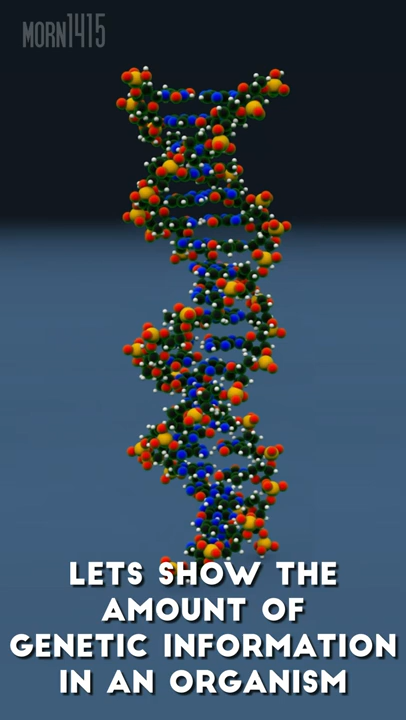 MORN1415
LETS SHOW THE
AMOUNT OF
GENETIC INFORMATION
IN AN ORGANISM